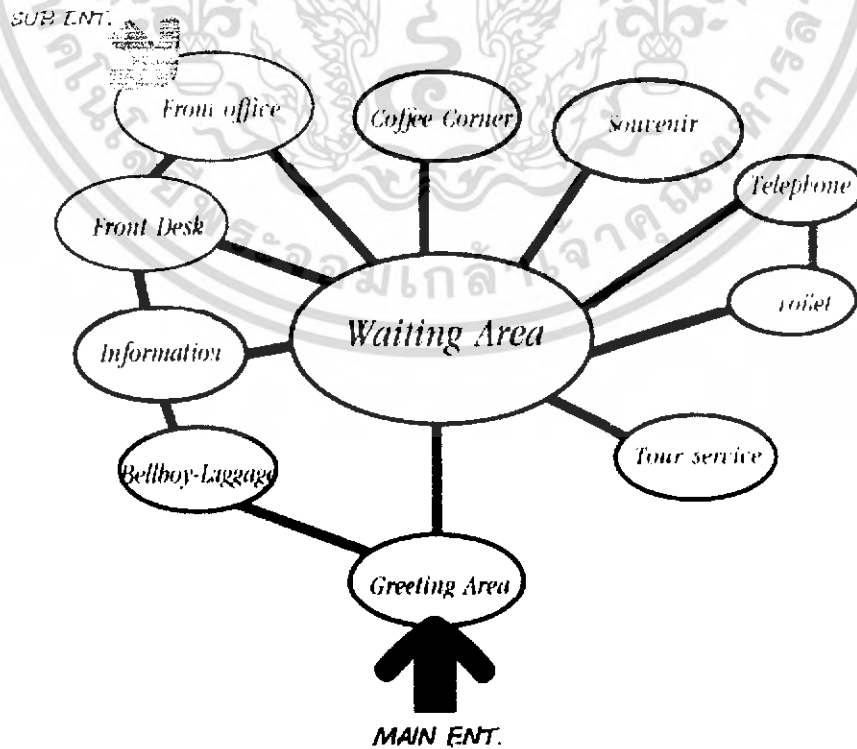 SUB ENT.
Front office
Coffee Corner
Souvenir
Telephone
Front Desk
Toilet
Waiting Area
Information
Tour service
Bellboy-Laggage
Greeting Area
MAIN ENT.